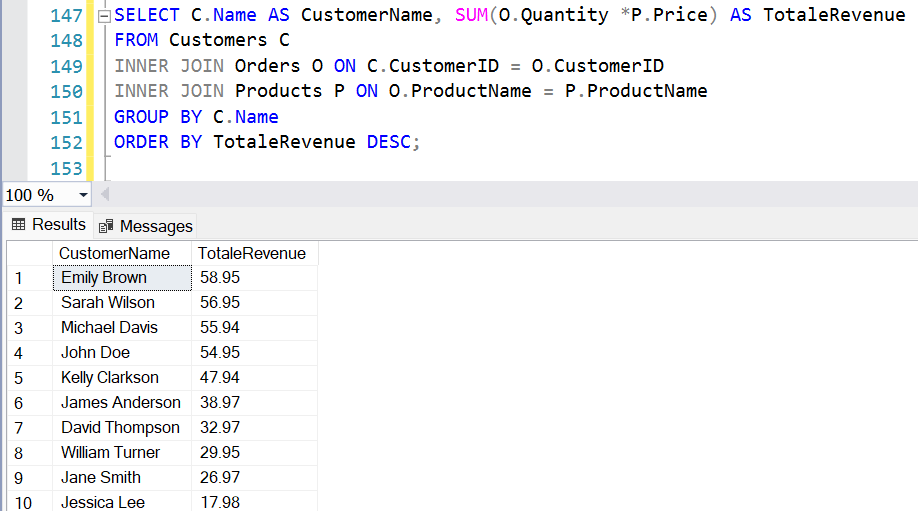 147 SELECT C.Name AS CustomerName, SUM(O.Quantity *P.Price) AS TotaleRevenue
148 FROM Customers C
149 INNER JOIN Orders O ON C.CustomerID = O.CustomerID
150 INNER JOIN Products P ON O.ProductName = P.ProductName
151 GROUP BY C.Name
152 ORDER BY TotaleRevenue DESC;
153
100 %
Results Messages
CustomerName TotaleRevenue
1 Emily Brown 58.95
2 Sarah Wilson 56.95
3 Michael Davis 55.94
4 John Doe 54.95
5 Kelly Clarkson 47.94
6 James Anderson 38.97
7 David Thompson 32.97
8 William Turner 29.95
9 Jane Smith 26.97
10 Jessica Lee 17.98